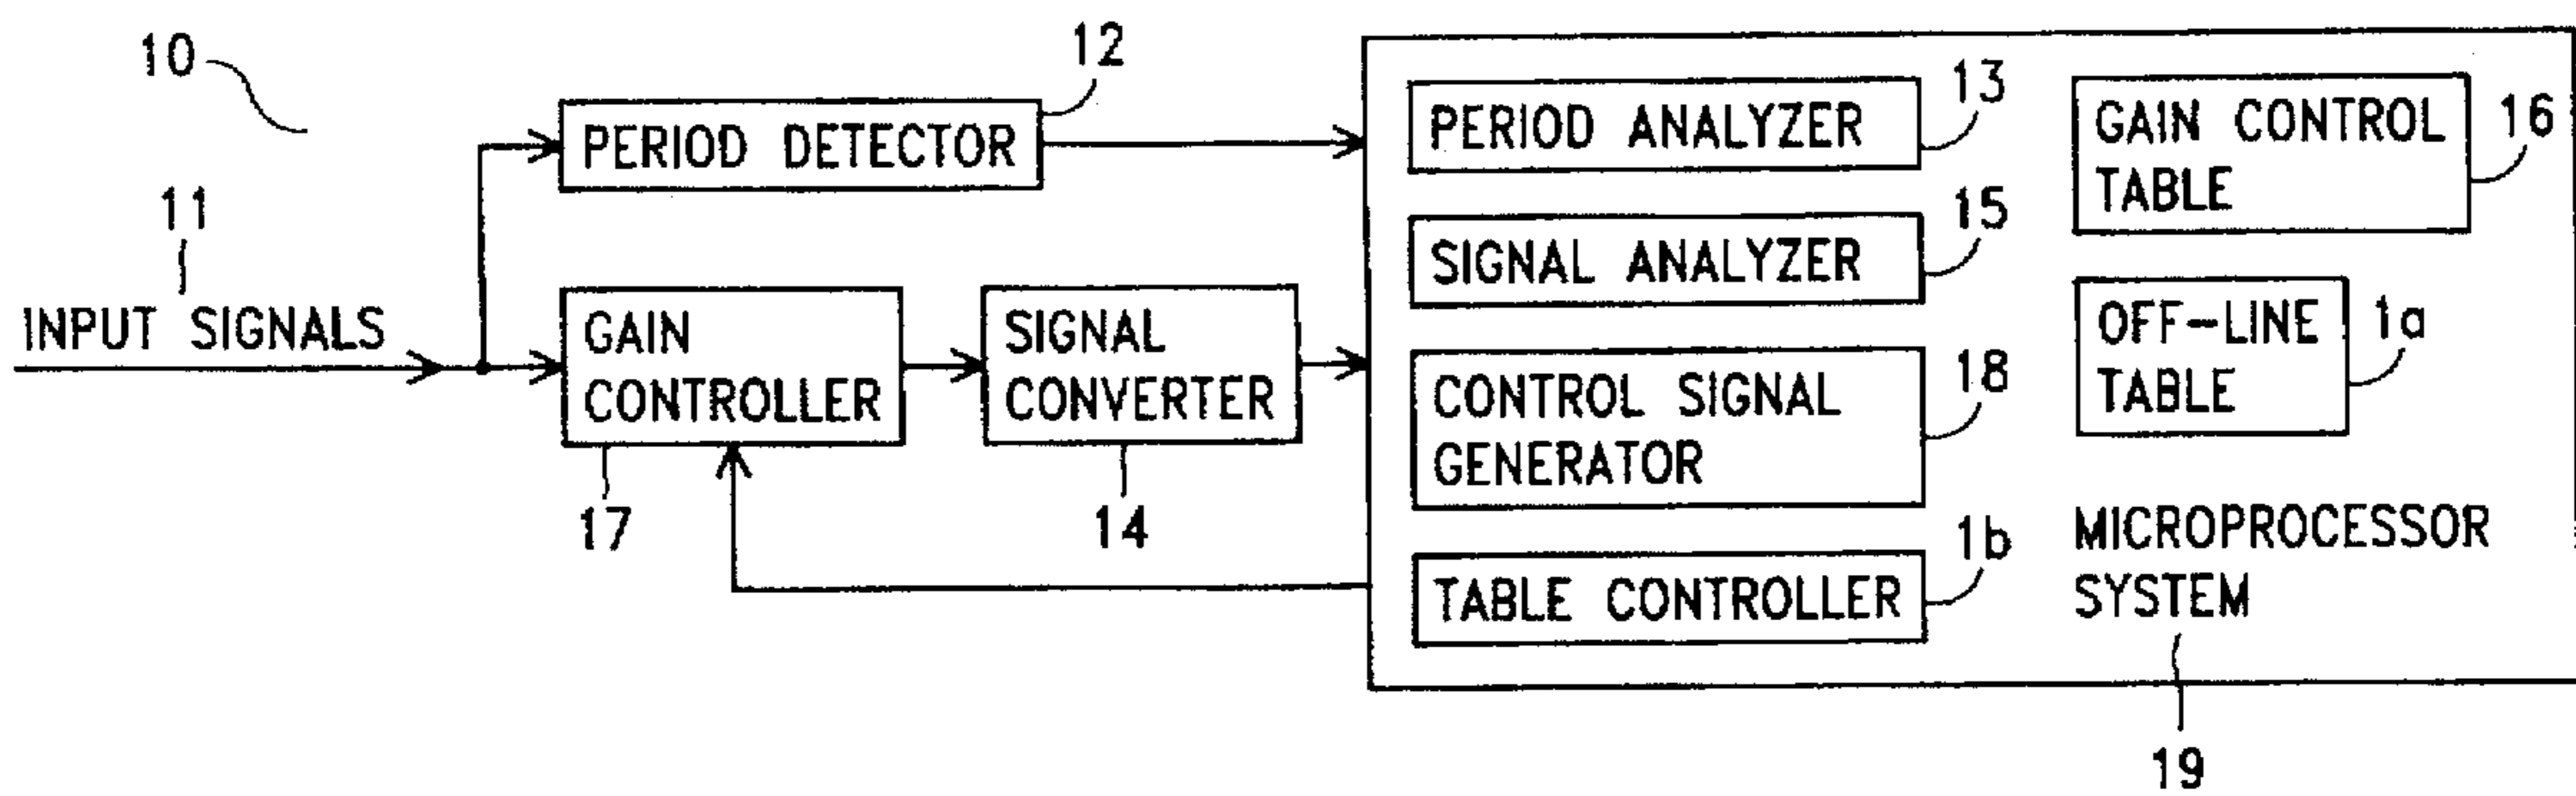 10
12
PERIOD DETECTOR
11
INPUT SIGNALS
GAIN
CONTROLLER
17
SIGNAL
CONVERTER
14
PERIOD ANALYZER
13
SIGNAL ANALYZER
15
CONTROL SIGNAL
GENERATOR
18
TABLE CONTROLLER
1b
GAIN CONTROL
TABLE
16
OFF-LINE
TABLE
1a
MICROPROCESSOR
SYSTEM
19